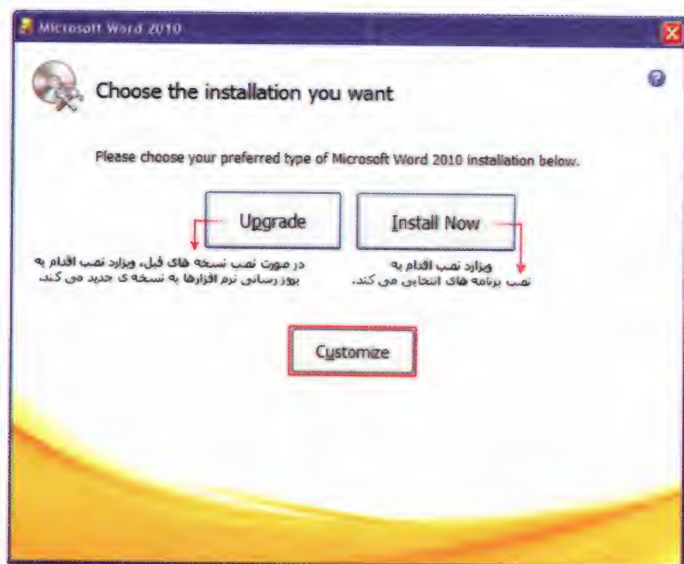 Microsoft Word 2010
Choose the installation you want
Please choose your preferred type of Microsoft Word 2010 installation below.
Upgrade
Install Now
در صورت نصب نسخه های قبل، ویزارد نصب اقدام به
بروز رسانی نرم افزارها به نسخه ی جدید می کند.
ویزارد نصب اقدام به
نصب برنامه های انتخابی می کند.
Customize